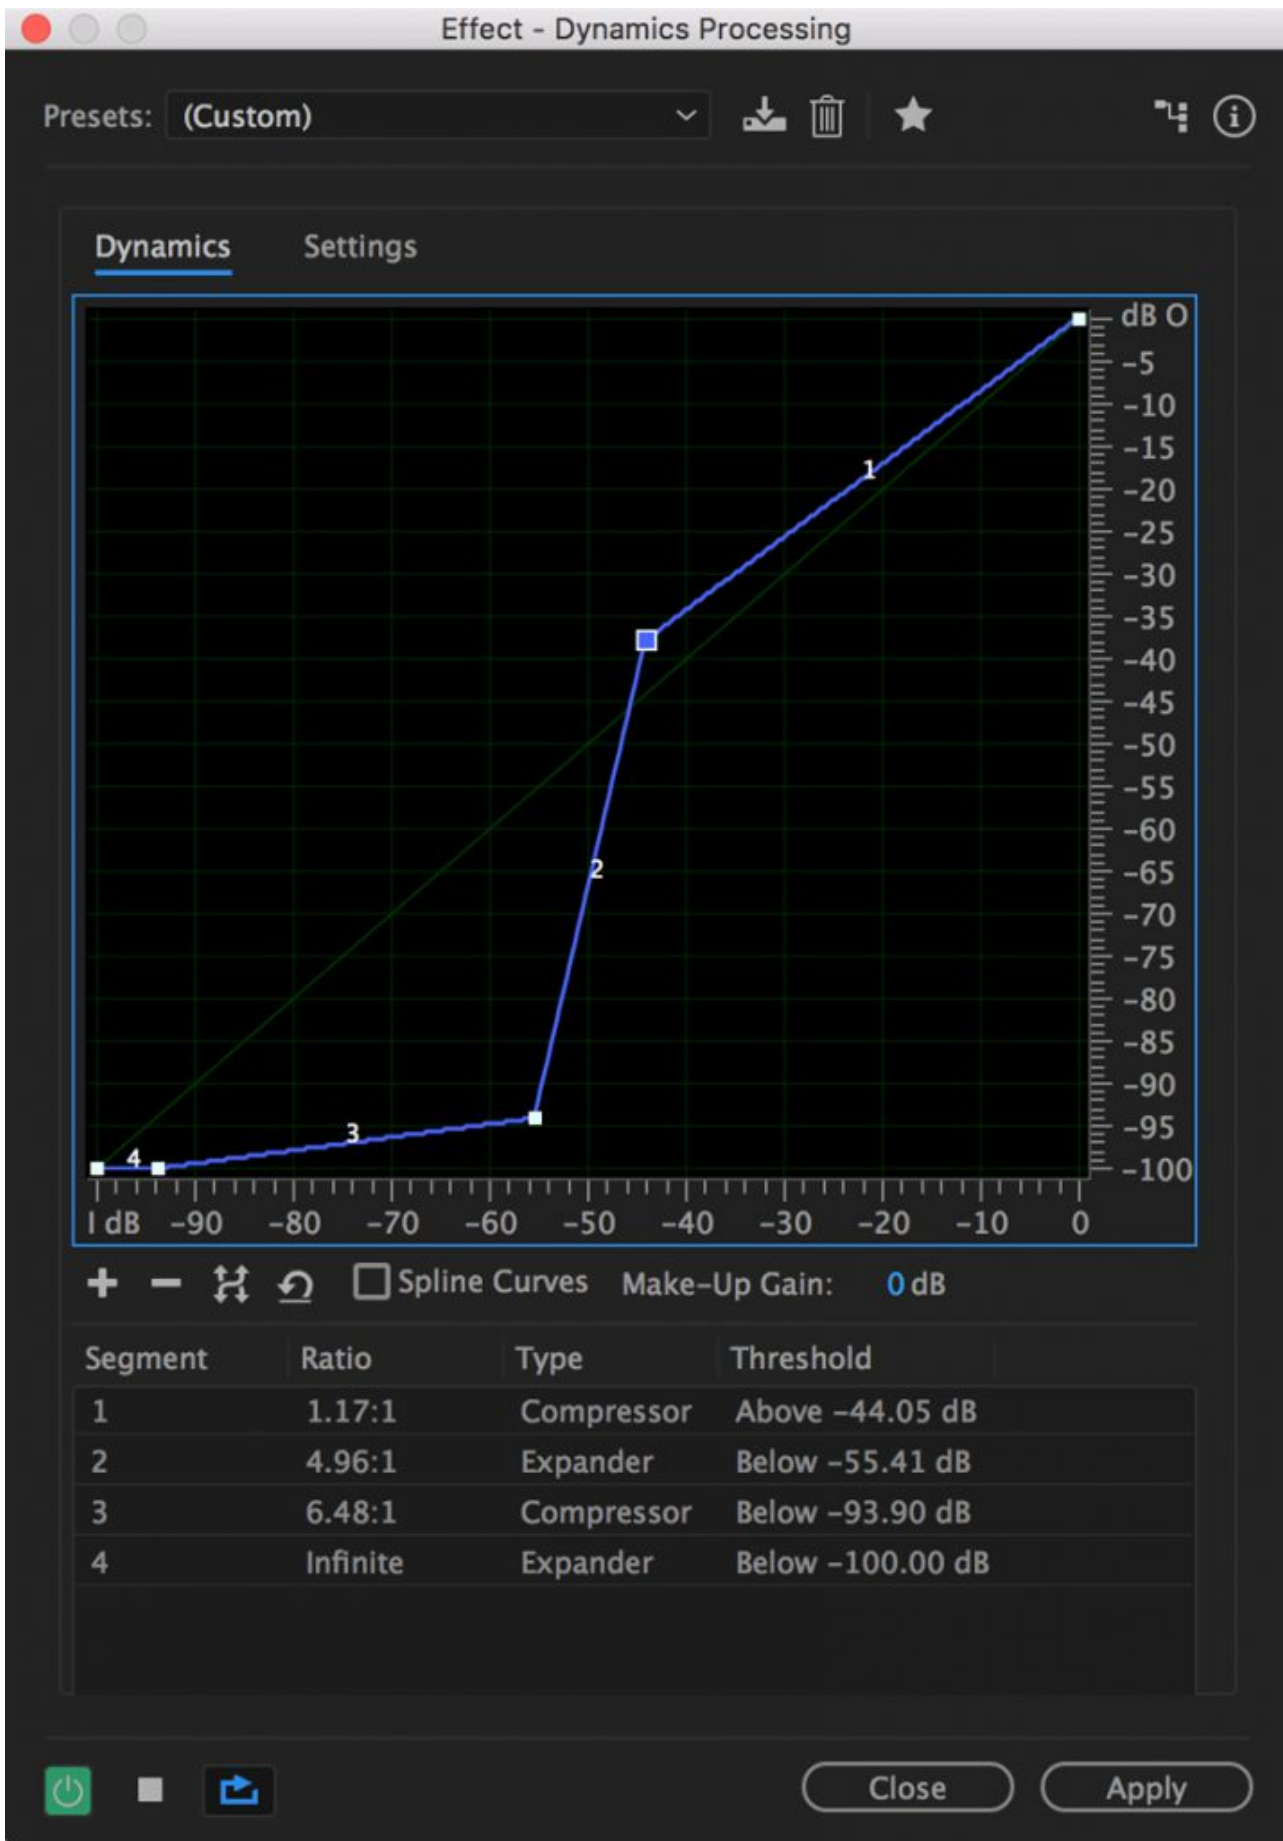 Effect - Dynamics Processing
Presets: (Custom)
Dynamics Settings
dB O
-5
-10
-15
1
-20
-25
-30
-35
-40
-45
-50
-55
-60
2
-65
-70
-75
-80
-85
-90
3
-95
4
-100
I dB -90 -80 -70 -60 -50 -40 -30 -20 -10 0
Spline Curves Make-Up Gain: 0 dB
Segment Ratio Type Threshold
1 1.17:1 Compressor Above -44.05 dB
2 4.96:1 Expander Below -55.41 dB
3 6.48:1 Compressor Below -93.90 dB
4 Infinite Expander Below -100.00 dB
Close Apply